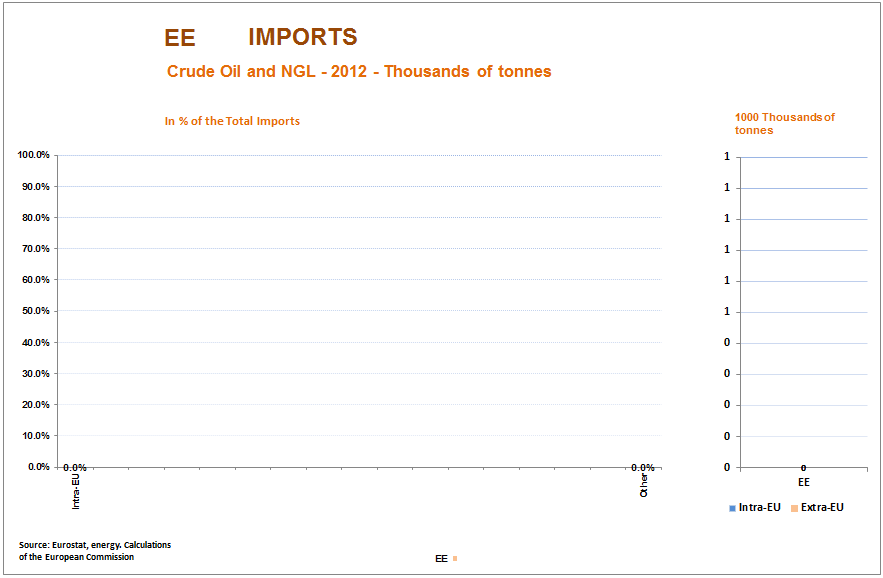 EE IMPORTS
Crude Oil and NGL - 2012 - Thousands of tonnes
In % of the Total Imports
100.0%
90.0%
80.0%
70.0%
60.0%
50.0%
40.0%
30.0%
20.0%
10.0%
0.0%
0.0%
0.0%
Intra-EU
Other
EE
1000 Thousands of
tonnes
1
1
1
1
1
1
0
0
0
0
0
0
EE
Intra-EU Extra-EU
Source: Eurostat, energy. Calculations
of the European Commission